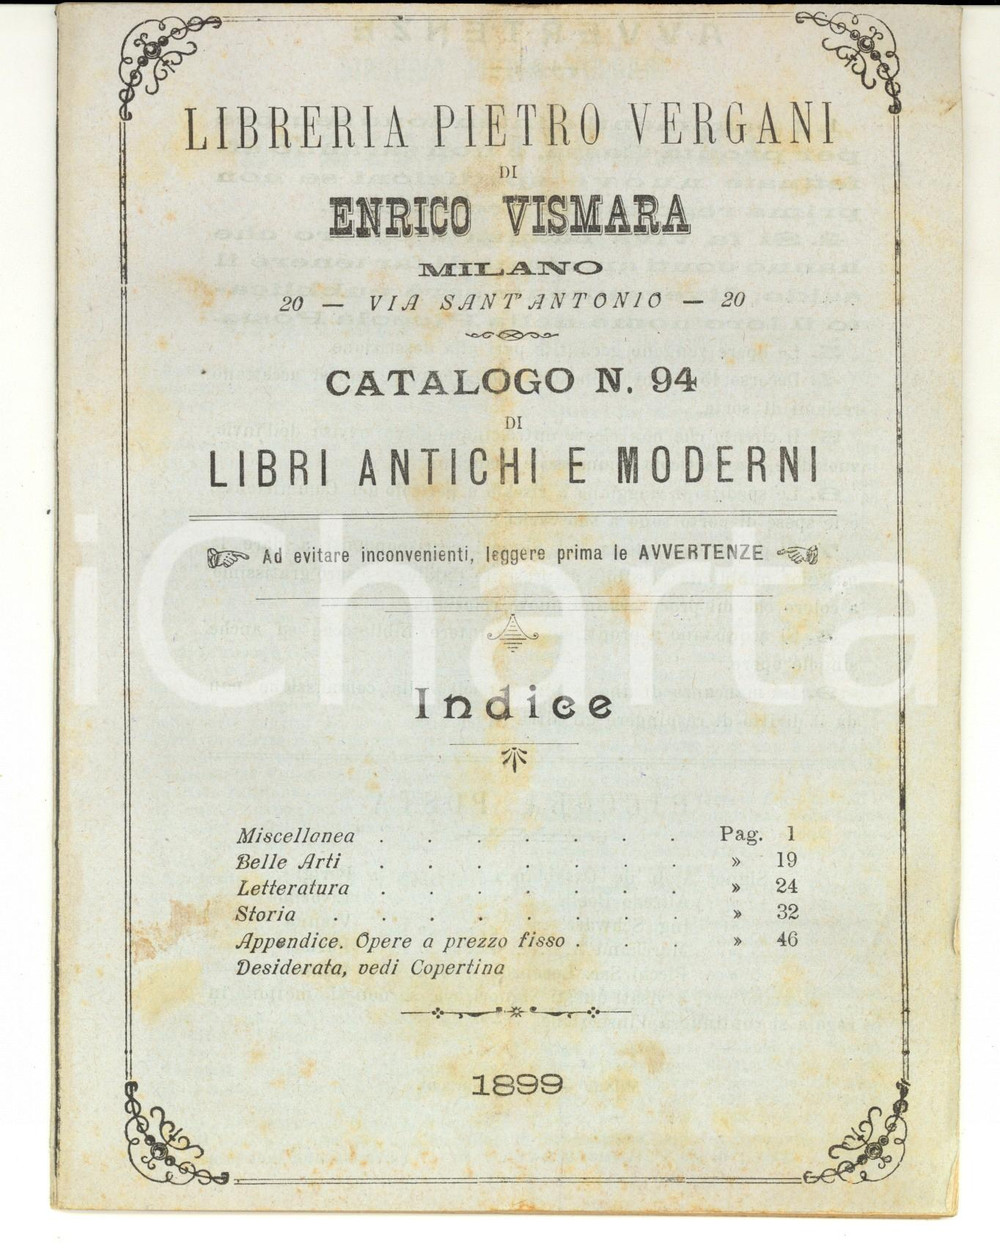 LIBRERIA PIETRO VERGANI
DI
ENRICO VISMARA
MILANO
20 — VIA SANT'ANTONIO — 20
CATALOGO N. 94
DI
LIBRI ANTICHI E MODERNI
Ad evitare inconvenienti, leggere prima le AVVERTENZE
iCharta
Indice
Miscellanea . . . . . . . Pag. 1
Belle Arti . . . . . . . » 19
Letteratura . . . . . . . » 24
Storia . . . . . . . . » 32
Appendice. Opere a prezzo fisso . . . » 46
Desiderata, vedi Copertina
1899